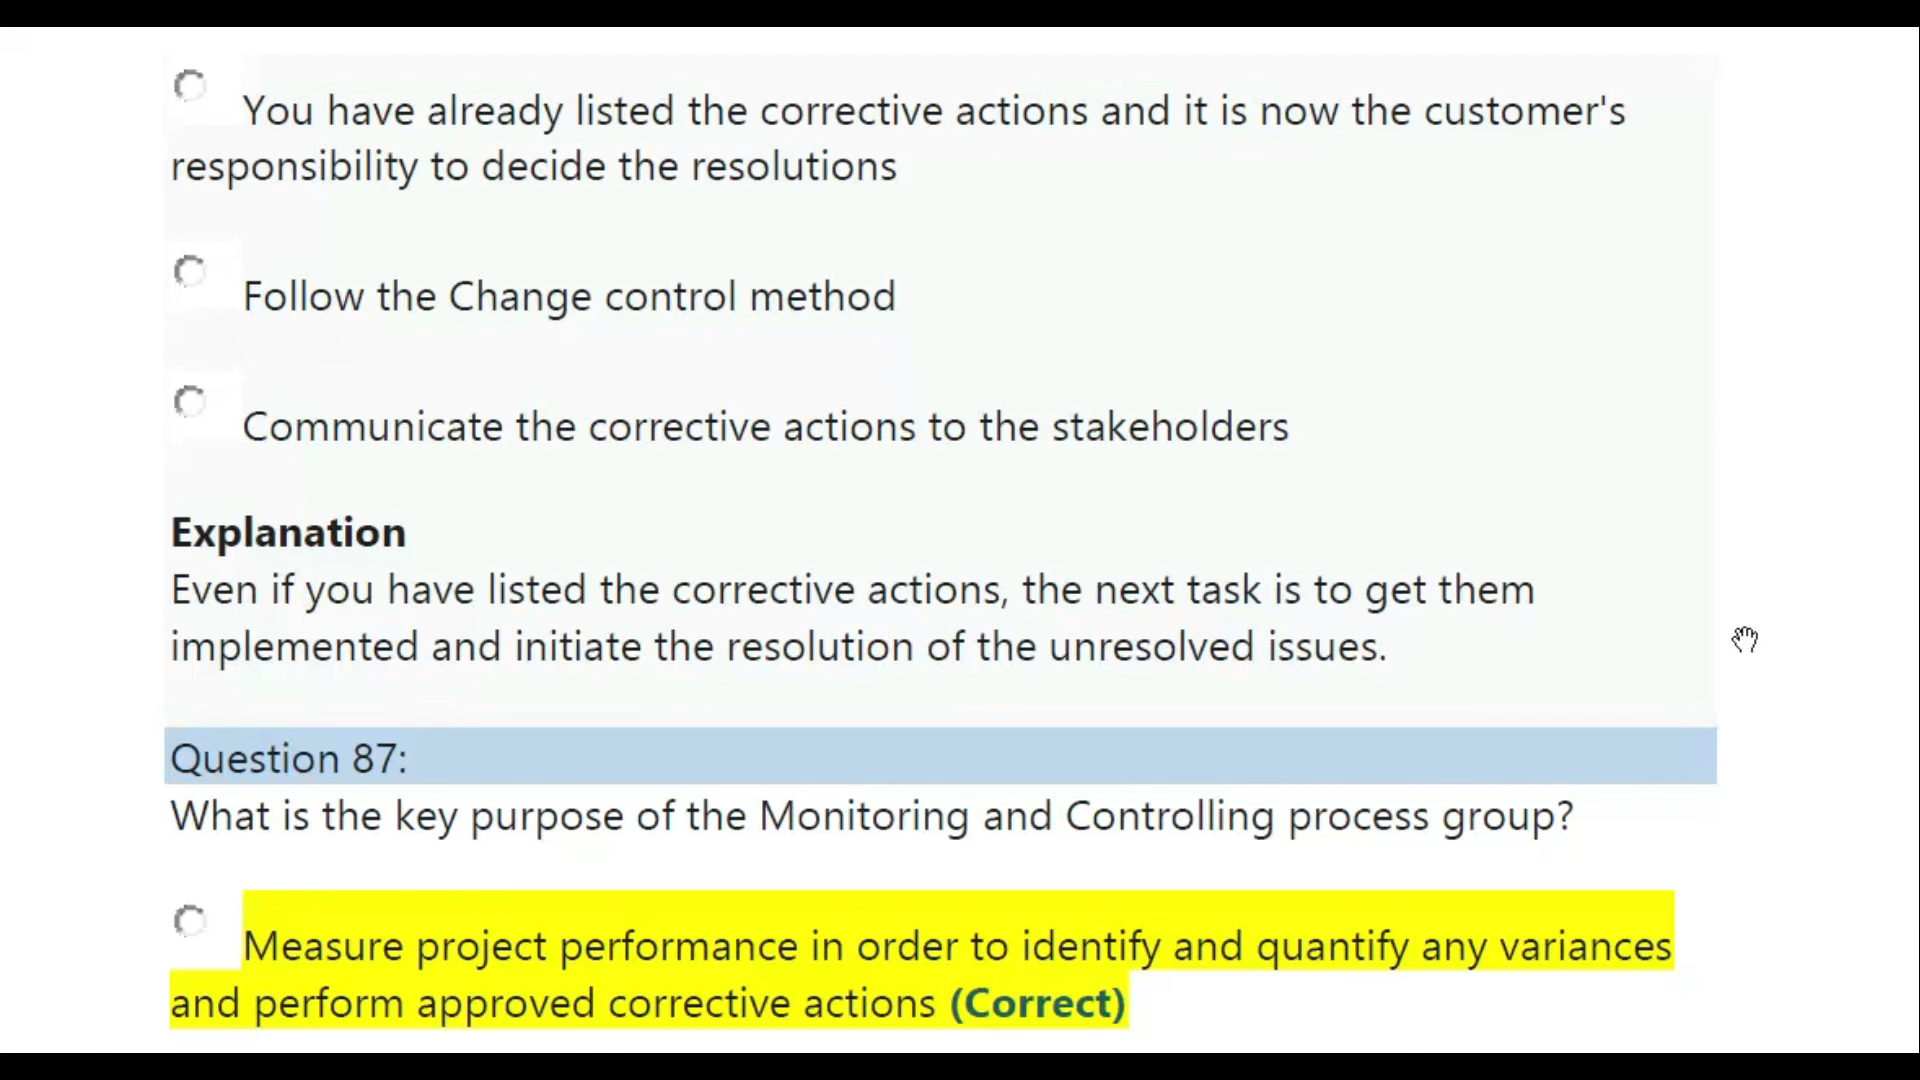 You have already listed the corrective actions and it is now the customer's
responsibility to decide the resolutions
Follow the Change control method
Communicate the corrective actions to the stakeholders
Explanation
Even if you have listed the corrective actions, the next task is to get them
implemented and initiate the resolution of the unresolved issues.
Question 87:
What is the key purpose of the Monitoring and Controlling process group?
Measure project performance in order to identify and quantify any variances
and perform approved corrective actions (Correct)